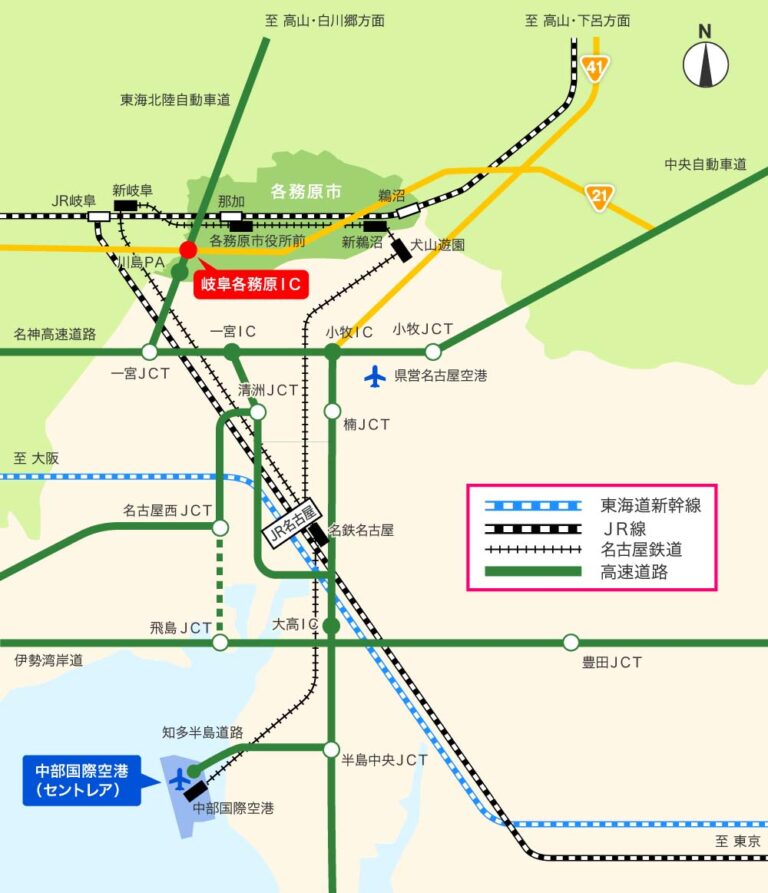 至 高山・白川郷方面
至 高山・下呂方面
N
41
東海北陸自動車道
中央自動車道
新岐阜
各務原市
鵜沼
21
JR岐阜
那加
各務原市役所前
新鵜沼
犬山遊園
川島PA
岐阜各務原IC
名神高速道路
一宮IC
小牧IC
小牧JCT
一宮JCT
県営名古屋空港
清洲JCT
楠JCT
至 大阪
名古屋西JCT
JR名古屋
名鉄名古屋
東海道新幹線
JR線
名古屋鉄道
高速道路
飛島JCT
大高IC
伊勢湾岸道
豊田JCT
知多半島道路
半島中央JCT
中部国際空港
(セントレア)
中部国際空港
至 東京